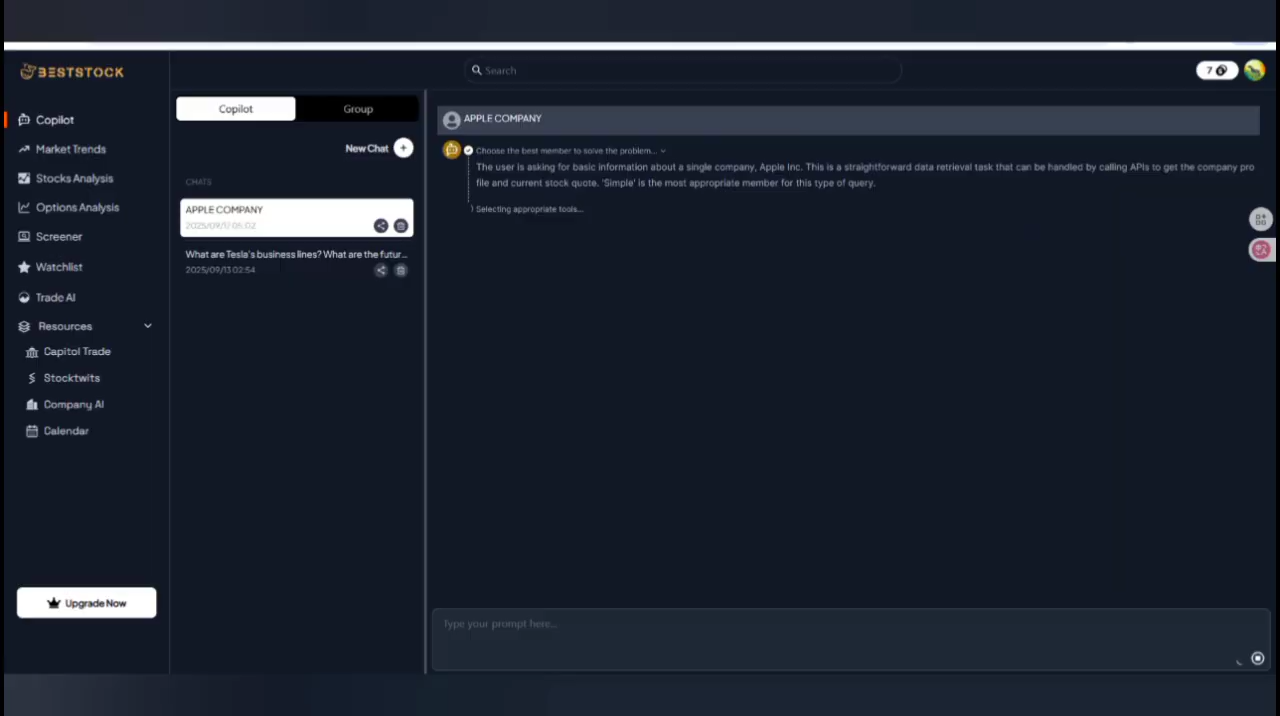 BESTSTOCK
Search
7
Copilot
Market Trends
Stocks Analysis
Options Analysis
Screener
Watchlist
Trade AI
Resources
Capitol Trade
Stocktwits
Company AI
Calendar
Upgrade Now
Copilot
Group
New Chat
CHATS
APPLE COMPANY
What are Tesla's business lines? What are the futur...
2025/09/13 02:54
APPLE COMPANY
Choose the best member to solve the problem...
The user is asking for basic information about a single company, Apple Inc. This is a straightforward data retrieval task that can be handled by calling APIs to get the company pro
file and current stock quote. 'Simple' is the most appropriate member for this type of query.
Selecting appropriate tools...
Type your prompt here...